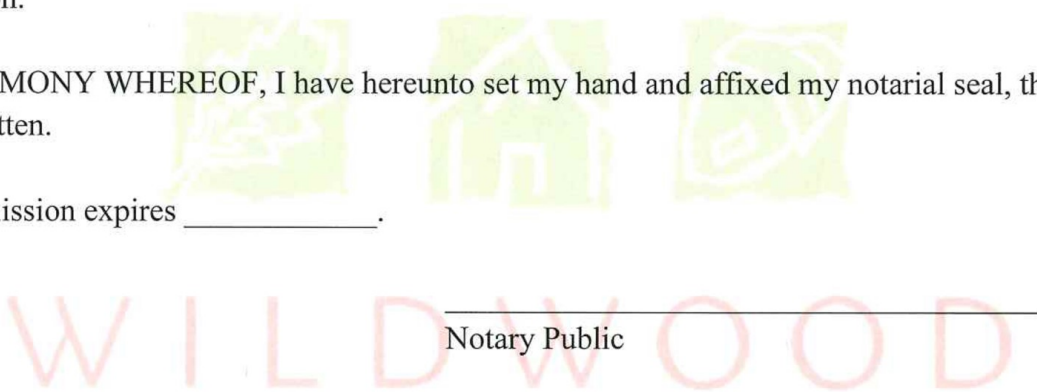 MONY WHEREOF, I have hereunto set my hand and affixed my notarial seal, th
tten.
ission expires ____________.
Notary Public
WILDWOOD